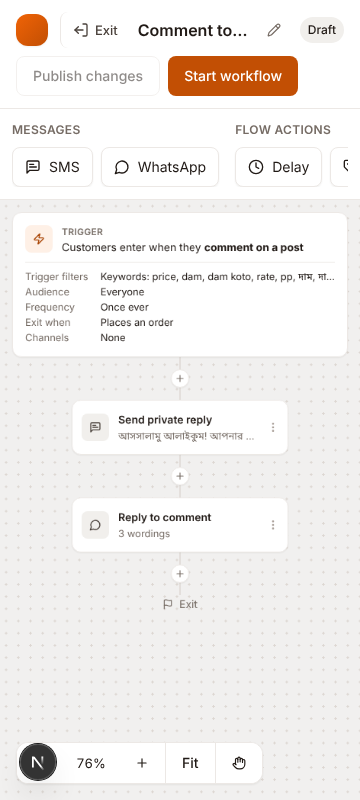 Exit
Comment to...
Draft
Publish changes
Start workflow
MESSAGES
FLOW ACTIONS
SMS
WhatsApp
Delay
TRIGGER
Customers enter when they comment on a post
Trigger filters Keywords: price, dam, dam koto, rate, pp, দাম, দা...
Audience Everyone
Frequency Once ever
Exit when Places an order
Channels None
Send private reply
আসসালামু আলাইকুম! আপনার ...
Reply to comment
3 wordings
Exit
N
76%
Fit